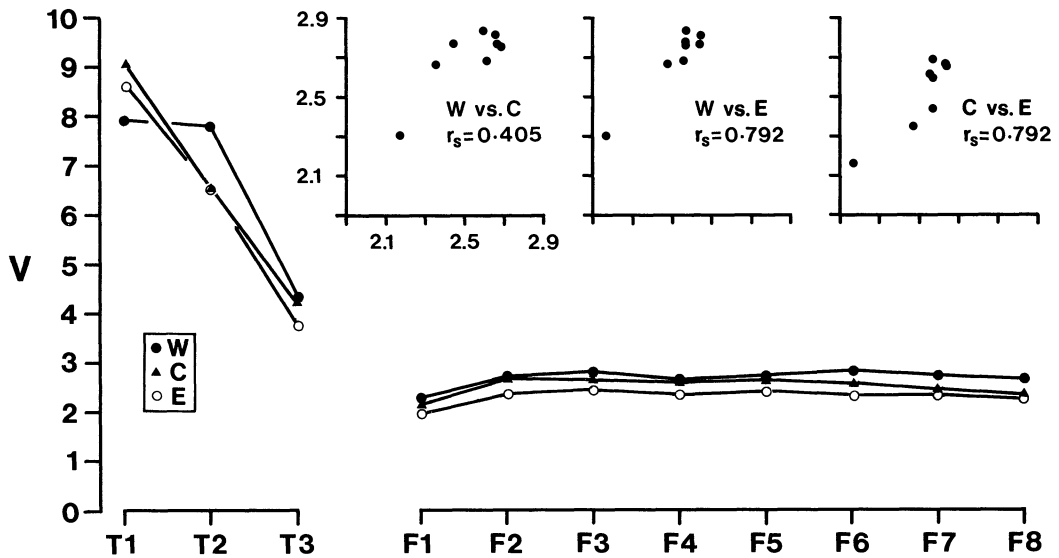 10
9
8
7
6
5
4
3
2
1
0
V
W
C
E
T1 T2 T3
F1 F2 F3 F4 F5 F6 F7 F8
2.9
2.5
2.1
2.1 2.5 2.9
W vs. C
rs=0·405
W vs. E
rs=0·792
C vs. E
rs=0·792